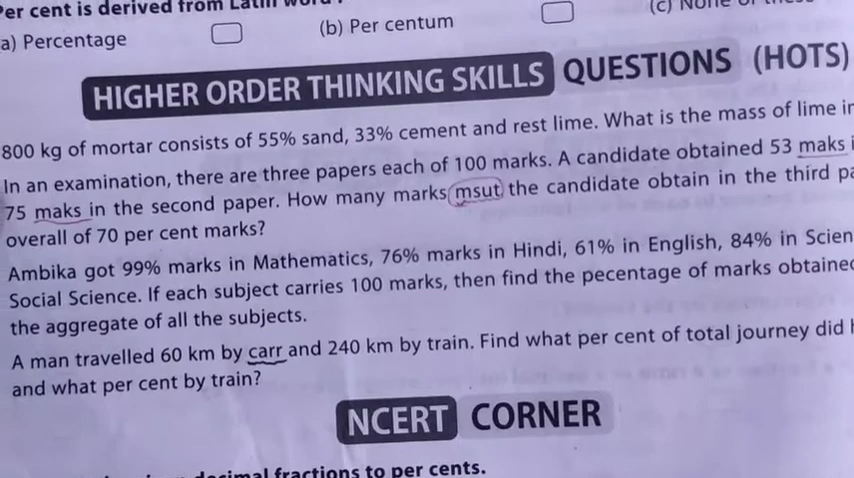 Per cent is derived from Latin word
a) Percentage (b) Per centum (c) None of these
HIGHER ORDER THINKING SKILLS QUESTIONS (HOTS)
800 kg of mortar consists of 55% sand, 33% cement and rest lime. What is the mass of lime in
In an examination, there are three papers each of 100 marks. A candidate obtained 53 maks i
75 maks in the second paper. How many marks msut the candidate obtain in the third pa
overall of 70 per cent marks?
Ambika got 99% marks in Mathematics, 76% marks in Hindi, 61% in English, 84% in Scien
Social Science. If each subject carries 100 marks, then find the pecentage of marks obtained
the aggregate of all the subjects.
A man travelled 60 km by carr and 240 km by train. Find what per cent of total journey did h
and what per cent by train?
NCERT CORNER
decimal fractions to per cents.